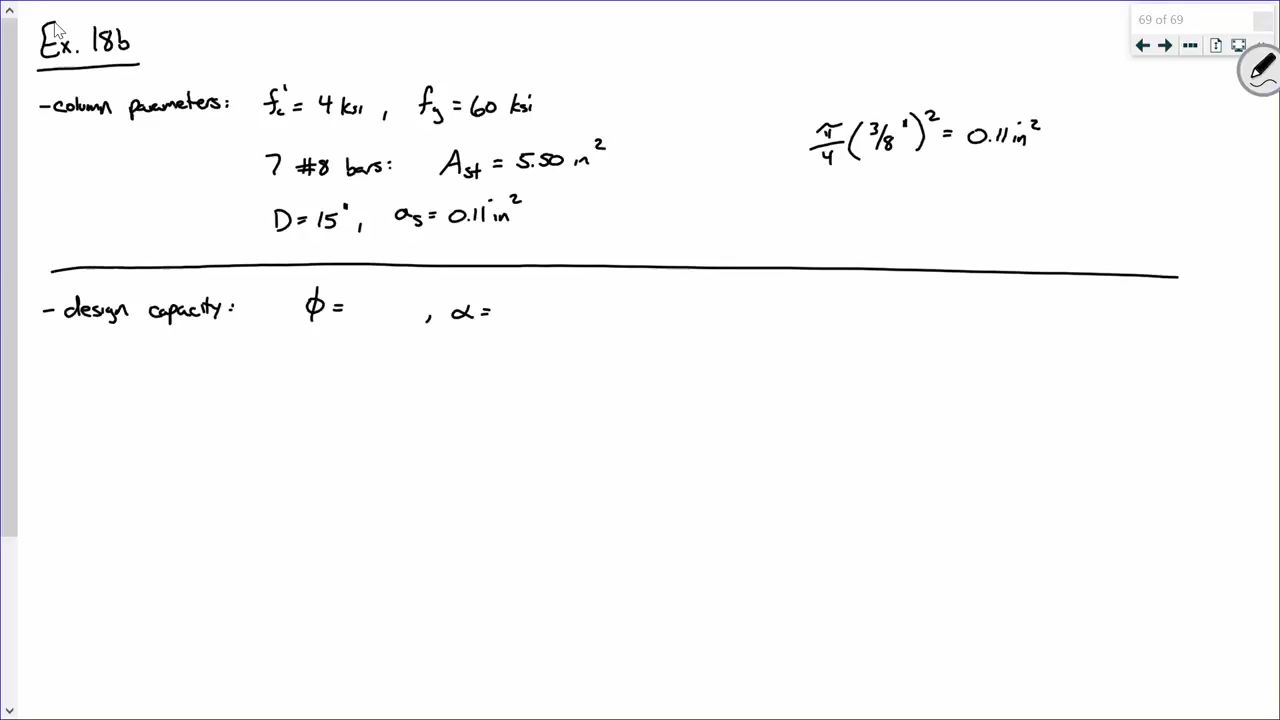 69 of 69
Ex. 18b
- column parameters: fc' = 4 ksi, fy = 60 ksi
π/4 (3/8")² = 0.11 in²
7 #8 bars: Ast = 5.50 in²
D = 15", as = 0.11 in²
- design capacity: ϕ = , α =